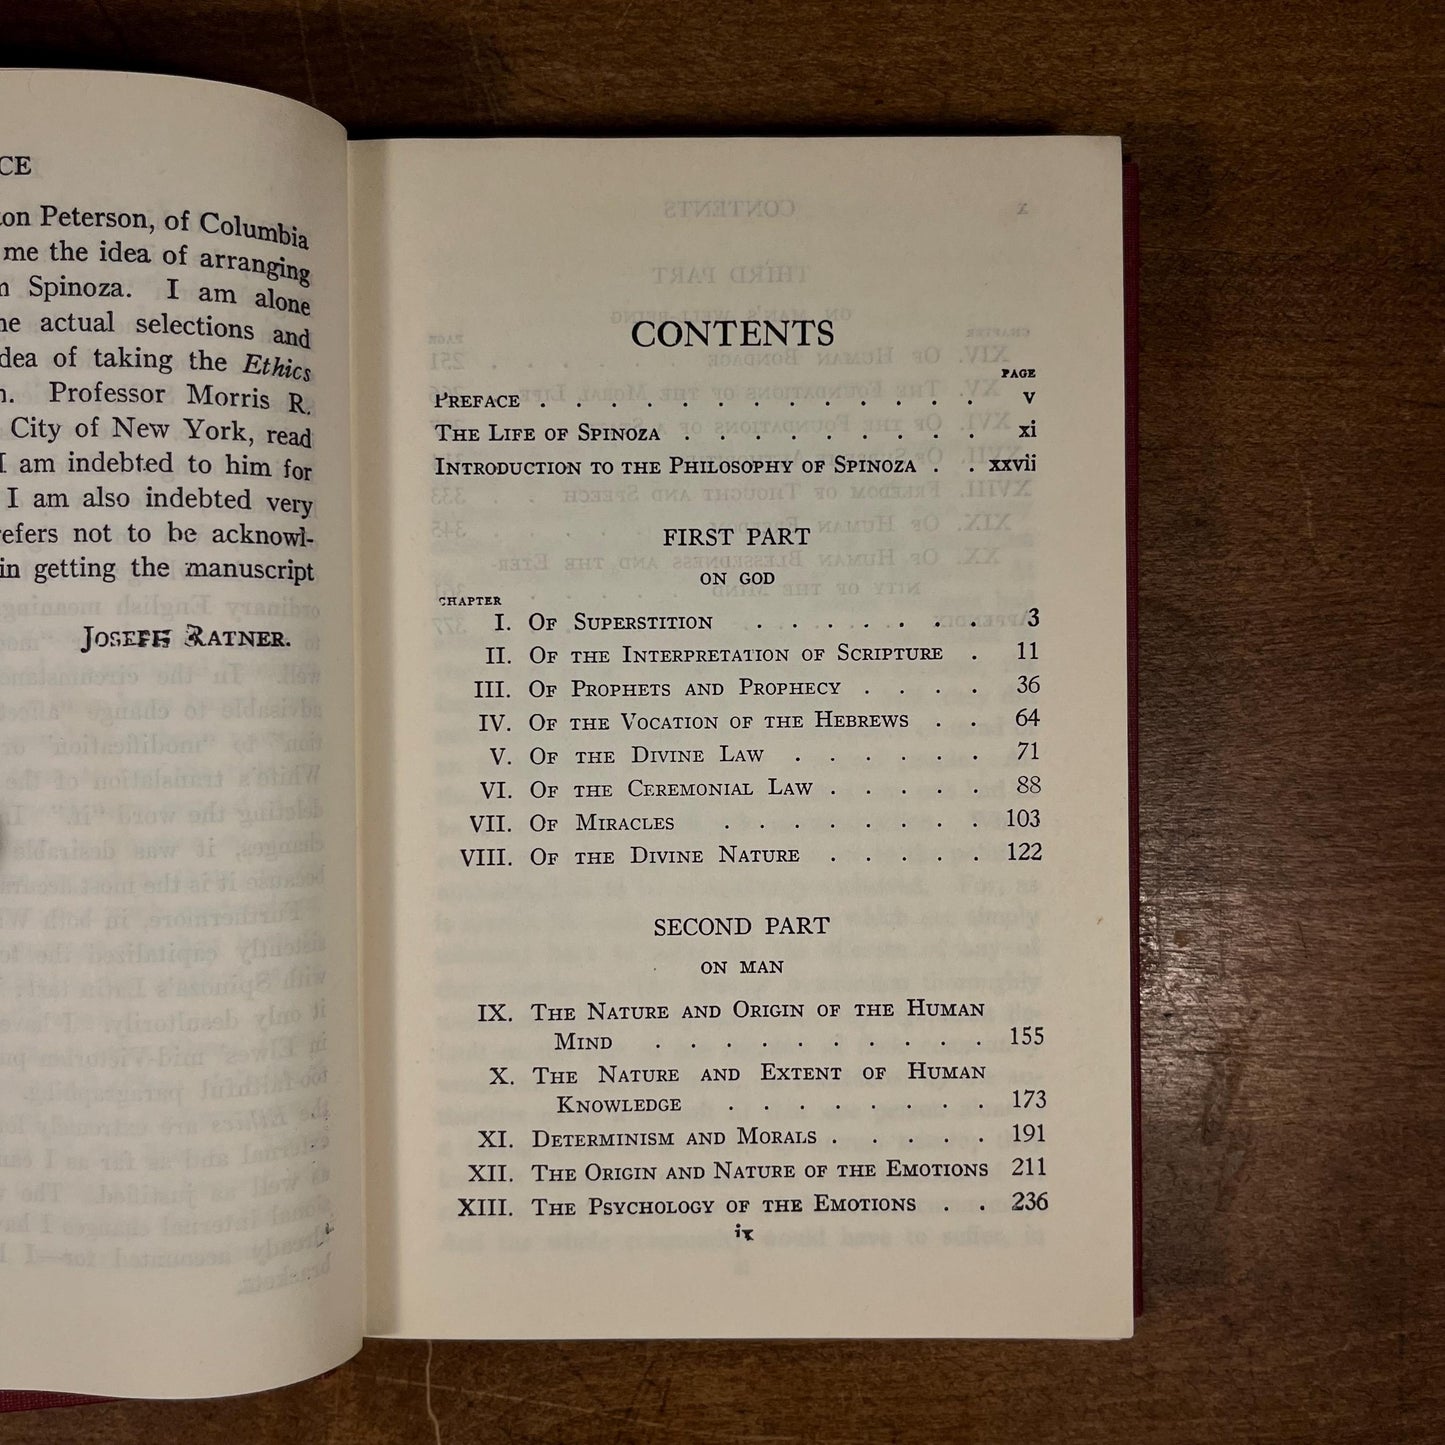 CE
ton Peterson, of Columbia
me the idea of arranging
Spinoza. I am alone
actual selections and
idea of taking the Ethics
Professor Morris R.
City of New York, read
I am indebted to him for
I am also indebted very
refers not to be acknowl-
in getting the manuscript
JOSEPH RATNER.
CONTENTS
PAGE
PREFACE . . . . . . . . . . . . . V
THE LIFE OF SPINOZA . . . . . . . . . xi
INTRODUCTION TO THE PHILOSOPHY OF SPINOZA . . xxvii
FIRST PART
ON GOD
CHAPTER
I. OF SUPERSTITION . . . . . . . 3
II. OF THE INTERPRETATION OF SCRIPTURE . 11
III. OF PROPHETS AND PROPHECY . . . . 36
IV. OF THE VOCATION OF THE HEBREWS . . 64
V. OF THE DIVINE LAW . . . . . . 71
VI. OF THE CEREMONIAL LAW . . . . . 88
VII. OF MIRACLES . . . . . . . . 103
VIII. OF THE DIVINE NATURE . . . . . 122
SECOND PART
ON MAN
IX. THE NATURE AND ORIGIN OF THE HUMAN
MIND . . . . . . . . . . 155
X. THE NATURE AND EXTENT OF HUMAN
KNOWLEDGE . . . . . . . . 173
XI. DETERMINISM AND MORALS . . . . . 191
XII. THE ORIGIN AND NATURE OF THE EMOTIONS 211
XIII. THE PSYCHOLOGY OF THE EMOTIONS . . 236
ix